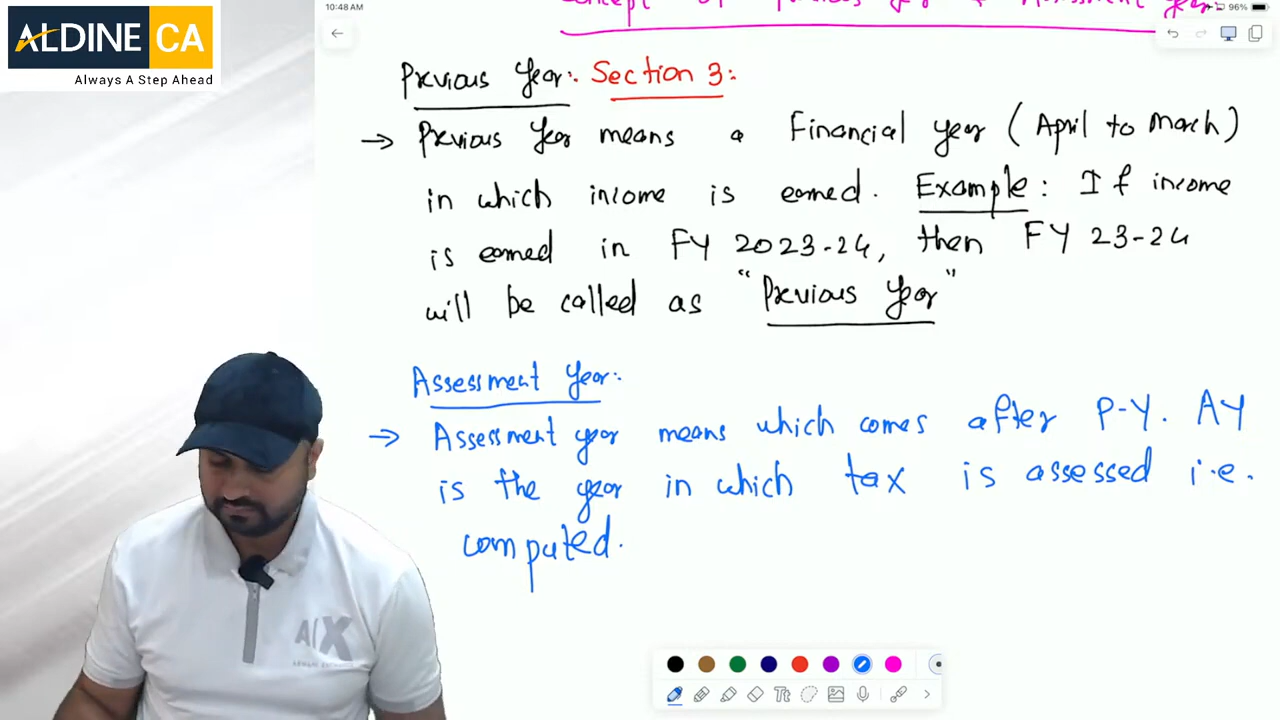 ALDINE CA
Always A Step Ahead
10:48 AM
96%
Previous Year: Section 3:
→ Previous Year means a Financial year (April to March)
in which income is earned. Example: If income
is earned in FY 2023-24, then FY 23-24
will be called as "Previous Year"
Assessment Year:
→ Assessment year means which comes after P-Y. AY
is the year in which tax is assessed i.e.
computed.
A|X
Tt